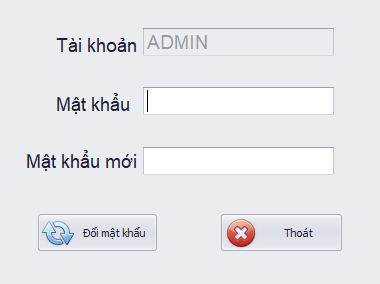 Tài khoản ADMIN
Mật khẩu
Mật khẩu mới
Đổi mật khẩu Thoát